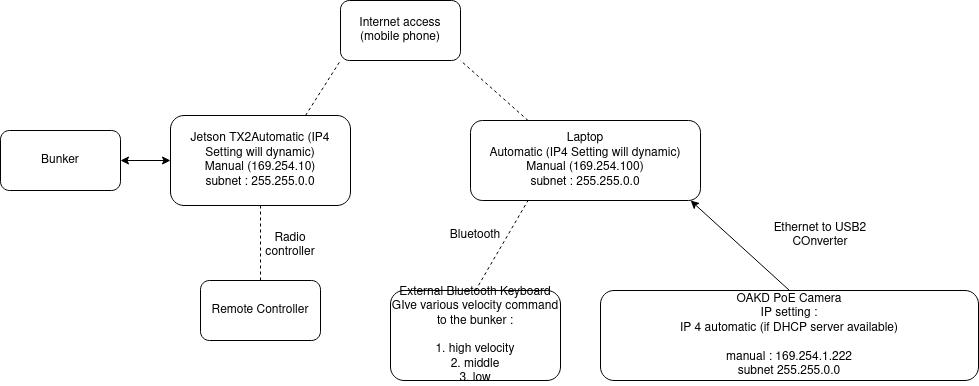 Internet access
(mobile phone)
Jetson TX2Automatic (IP4
Setting will dynamic)
Manual (169.254.10)
subnet : 255.255.0.0
Laptop
Automatic (IP4 Setting will dynamic)
Manual (169.254.100)
subnet : 255.255.0.0
Bunker
Radio
controller
Bluetooth
Ethernet to USB2
COnverter
Remote Controller
External Bluetooth Keyboard
GIve various velocity command
to the bunker :
1. high velocity
2. middle
3. low
OAKD PoE Camera
IP setting :
IP 4 automatic (if DHCP server available)
manual : 169.254.1.222
subnet 255.255.0.0